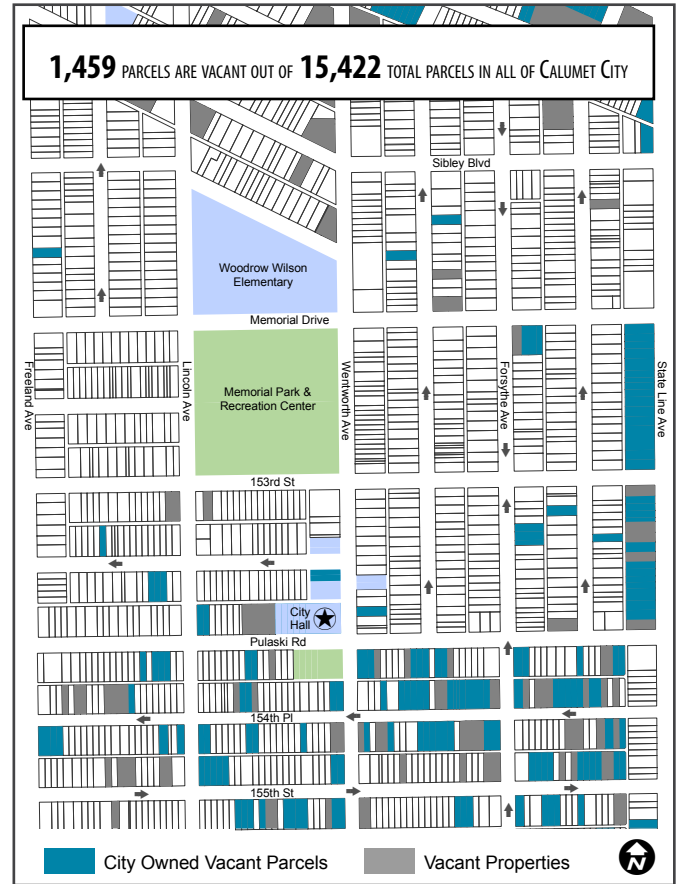 1,459 PARCELS ARE VACANT OUT OF 15,422 TOTAL PARCELS IN ALL OF CALUMET CITY
Sibley Blvd
Woodrow Wilson
Elementary
Memorial Drive
Freeland Ave
Lincoln Ave
Memorial Park &
Recreation Center
Wentworth Ave
Forsythe Ave
State Line Ave
153rd St
City
Hall
Pulaski Rd
154th Pl
155th St
City Owned Vacant Parcels
Vacant Properties
N